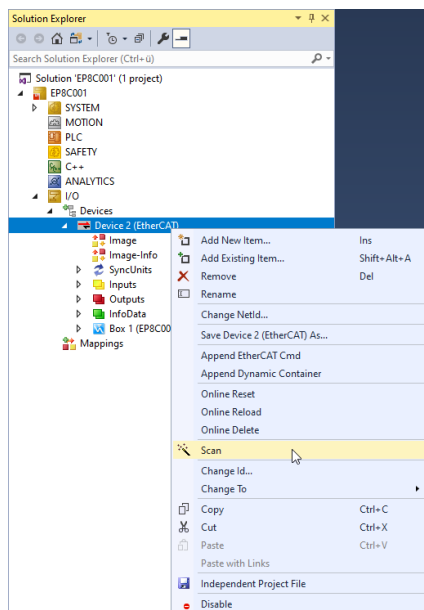 Solution Explorer
Search Solution Explorer (Ctrl+ü)
Solution 'EP8C001' (1 project)
EP8C001
SYSTEM
MOTION
PLC
SAFETY
C++
ANALYTICS
I/O
Devices
Device 2 (EtherCAT)
Image
Image-Info
SyncUnits
Inputs
Outputs
InfoData
Box 1 (EP8C00
Mappings
Add New Item... Ins
Add Existing Item... Shift+Alt+A
Remove Del
Rename
Change NetId...
Save Device 2 (EtherCAT) As...
Append EtherCAT Cmd
Append Dynamic Container
Online Reset
Online Reload
Online Delete
Scan
Change Id...
Change To
Copy Ctrl+C
Cut Ctrl+X
Paste Ctrl+V
Paste with Links
Independent Project File
Disable